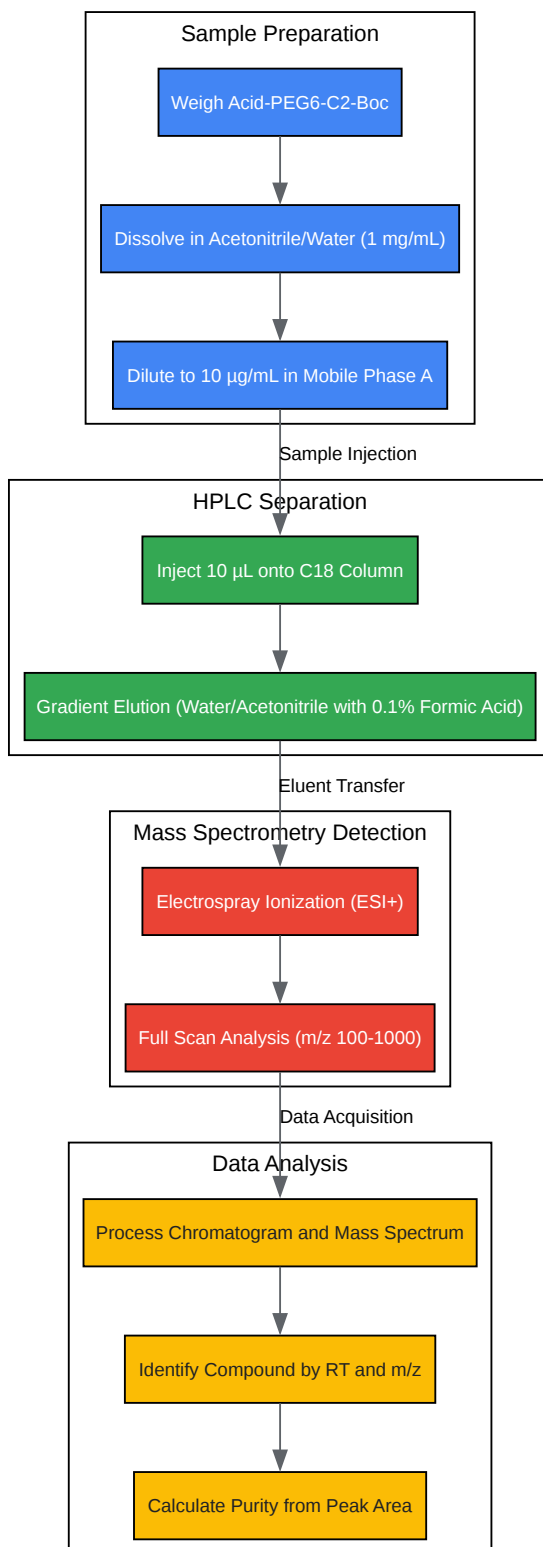 Sample Preparation
Weigh Acid-PEG6-C2-Boc
Dissolve in Acetonitrile/Water (1 mg/mL)
Dilute to 10 µg/mL in Mobile Phase A
Sample Injection
HPLC Separation
Inject 10 µL onto C18 Column
Gradient Elution (Water/Acetonitrile with 0.1% Formic Acid)
Eluent Transfer
Mass Spectrometry Detection
Electrospray Ionization (ESI+)
Full Scan Analysis (m/z 100-1000)
Data Acquisition
Data Analysis
Process Chromatogram and Mass Spectrum
Identify Compound by RT and m/z
Calculate Purity from Peak Area